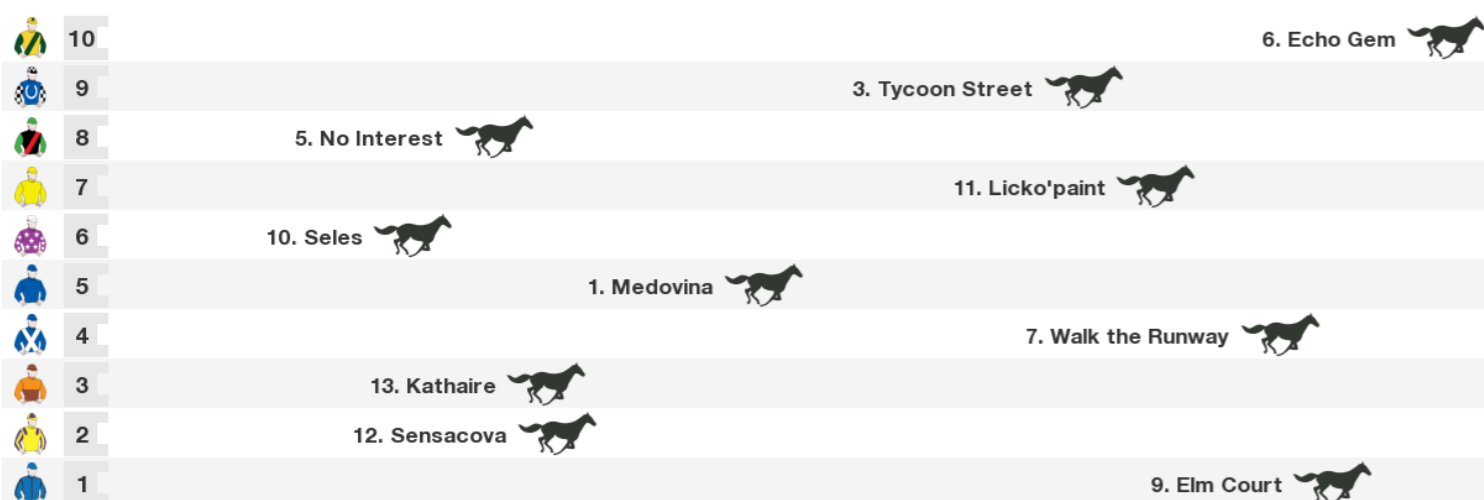 10 6. Echo Gem
9 3. Tycoon Street
8 5. No Interest
7 11. Licko'paint
6 10. Seles
5 1. Medovina
4 7. Walk the Runway
3 13. Kathaire
2 12. Sensacova
1 9. Elm Court